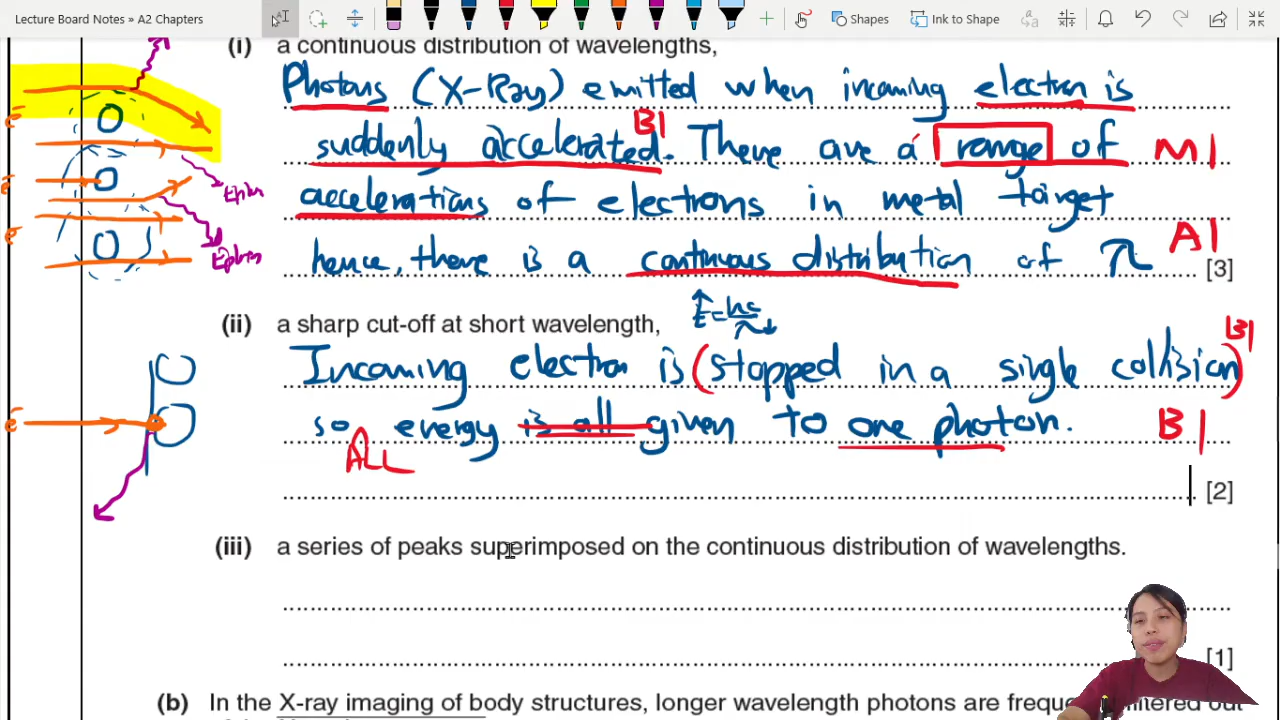 Lecture Board Notes » A2 Chapters
Shapes
Ink to Shape
(i) a continuous distribution of wavelengths,
Photons (X-Ray) emitted when incoming electron is
suddenly accelerated. B1 There are a range of M1
accelerations of electrons in metal target
hence, there is a continuous distribution of λ A1 [3]
(ii) a sharp cut-off at short wavelength,
E = hc/λ
Incoming electron is (stopped in a single collision) B1
so energy is all given to one photon. B1
ALL
[2]
(iii) a series of peaks superimposed on the continuous distribution of wavelengths.
[1]
(b) In the X-ray imaging of body structures, longer wavelength photons are